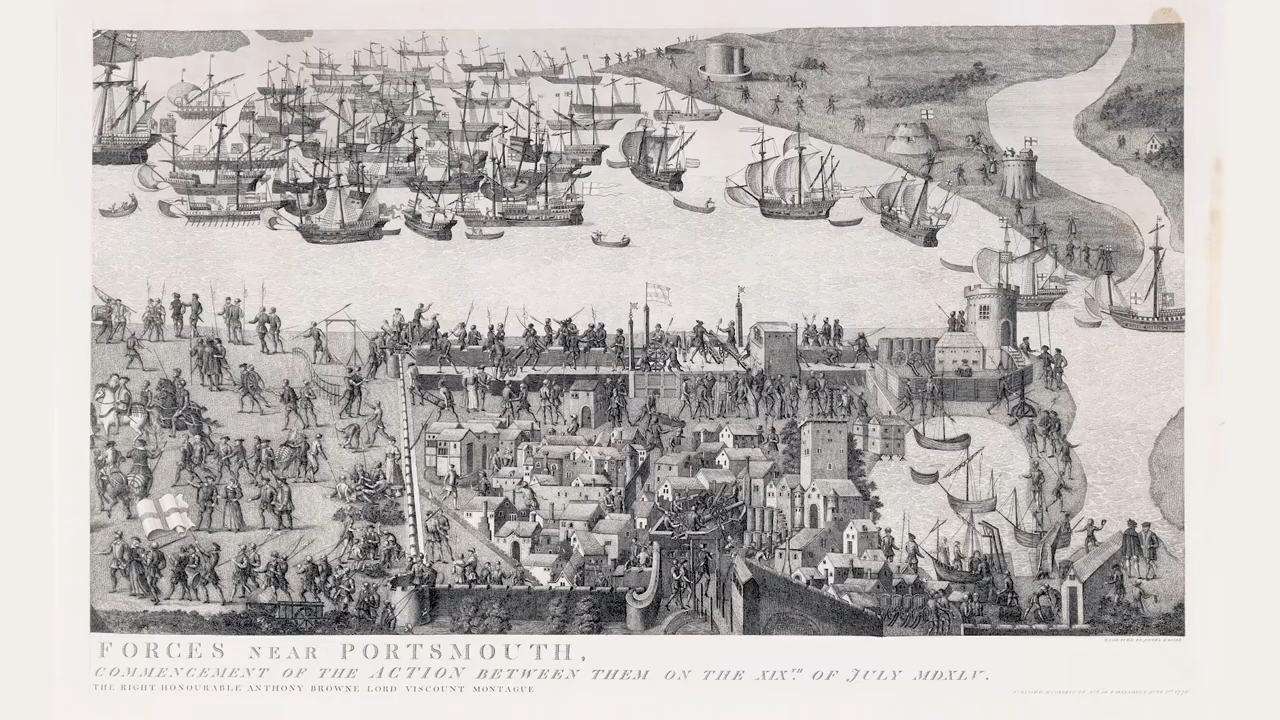 FORCES NEAR PORTSMOUTH,
COMMENCEMENT OF THE ACTION BETWEEN THEM ON THE XIX.TH OF JULY MDXLV.
THE RIGHT HONOURABLE ANTHONY BROWNE LORD VISCOUNT MONTAGUE